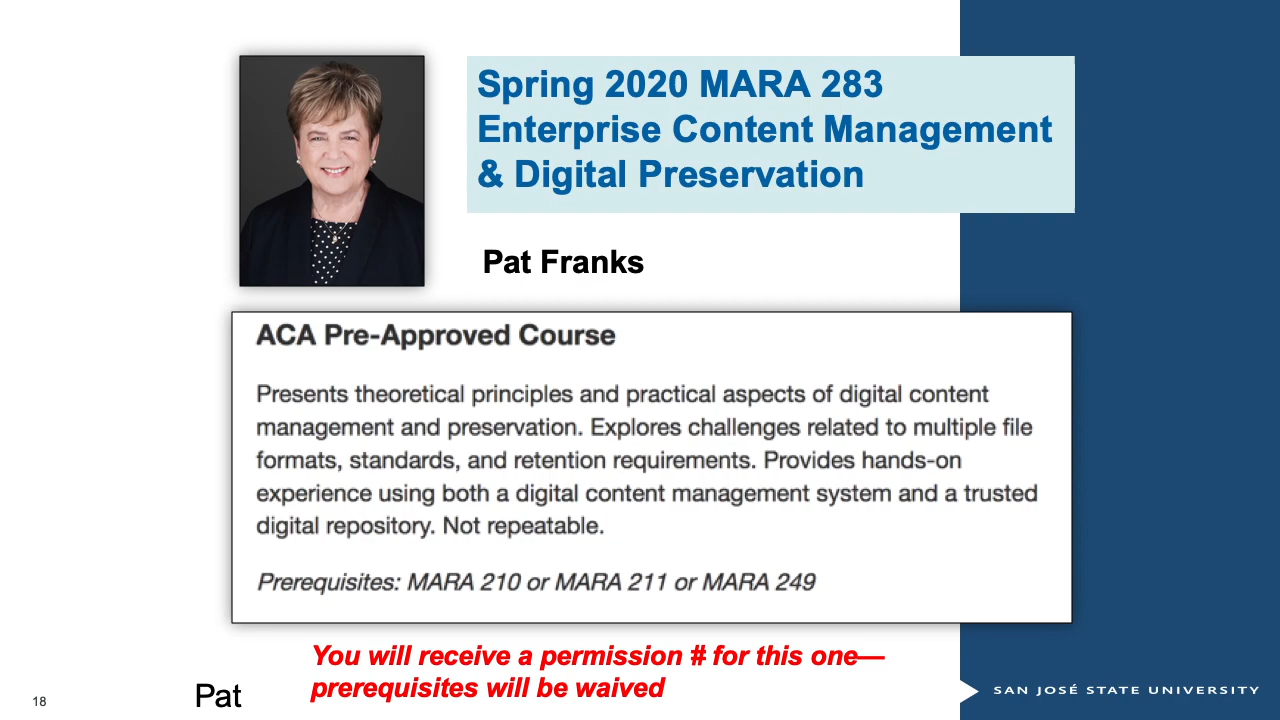 Spring 2020 MARA 283
Enterprise Content Management
& Digital Preservation
Pat Franks
ACA Pre-Approved Course
Presents theoretical principles and practical aspects of digital content
management and preservation. Explores challenges related to multiple file
formats, standards, and retention requirements. Provides hands-on
experience using both a digital content management system and a trusted
digital repository. Not repeatable.
Prerequisites: MARA 210 or MARA 211 or MARA 249
You will receive a permission # for this one—
prerequisites will be waived
18
Pat
SAN JOSÉ STATE UNIVERSITY